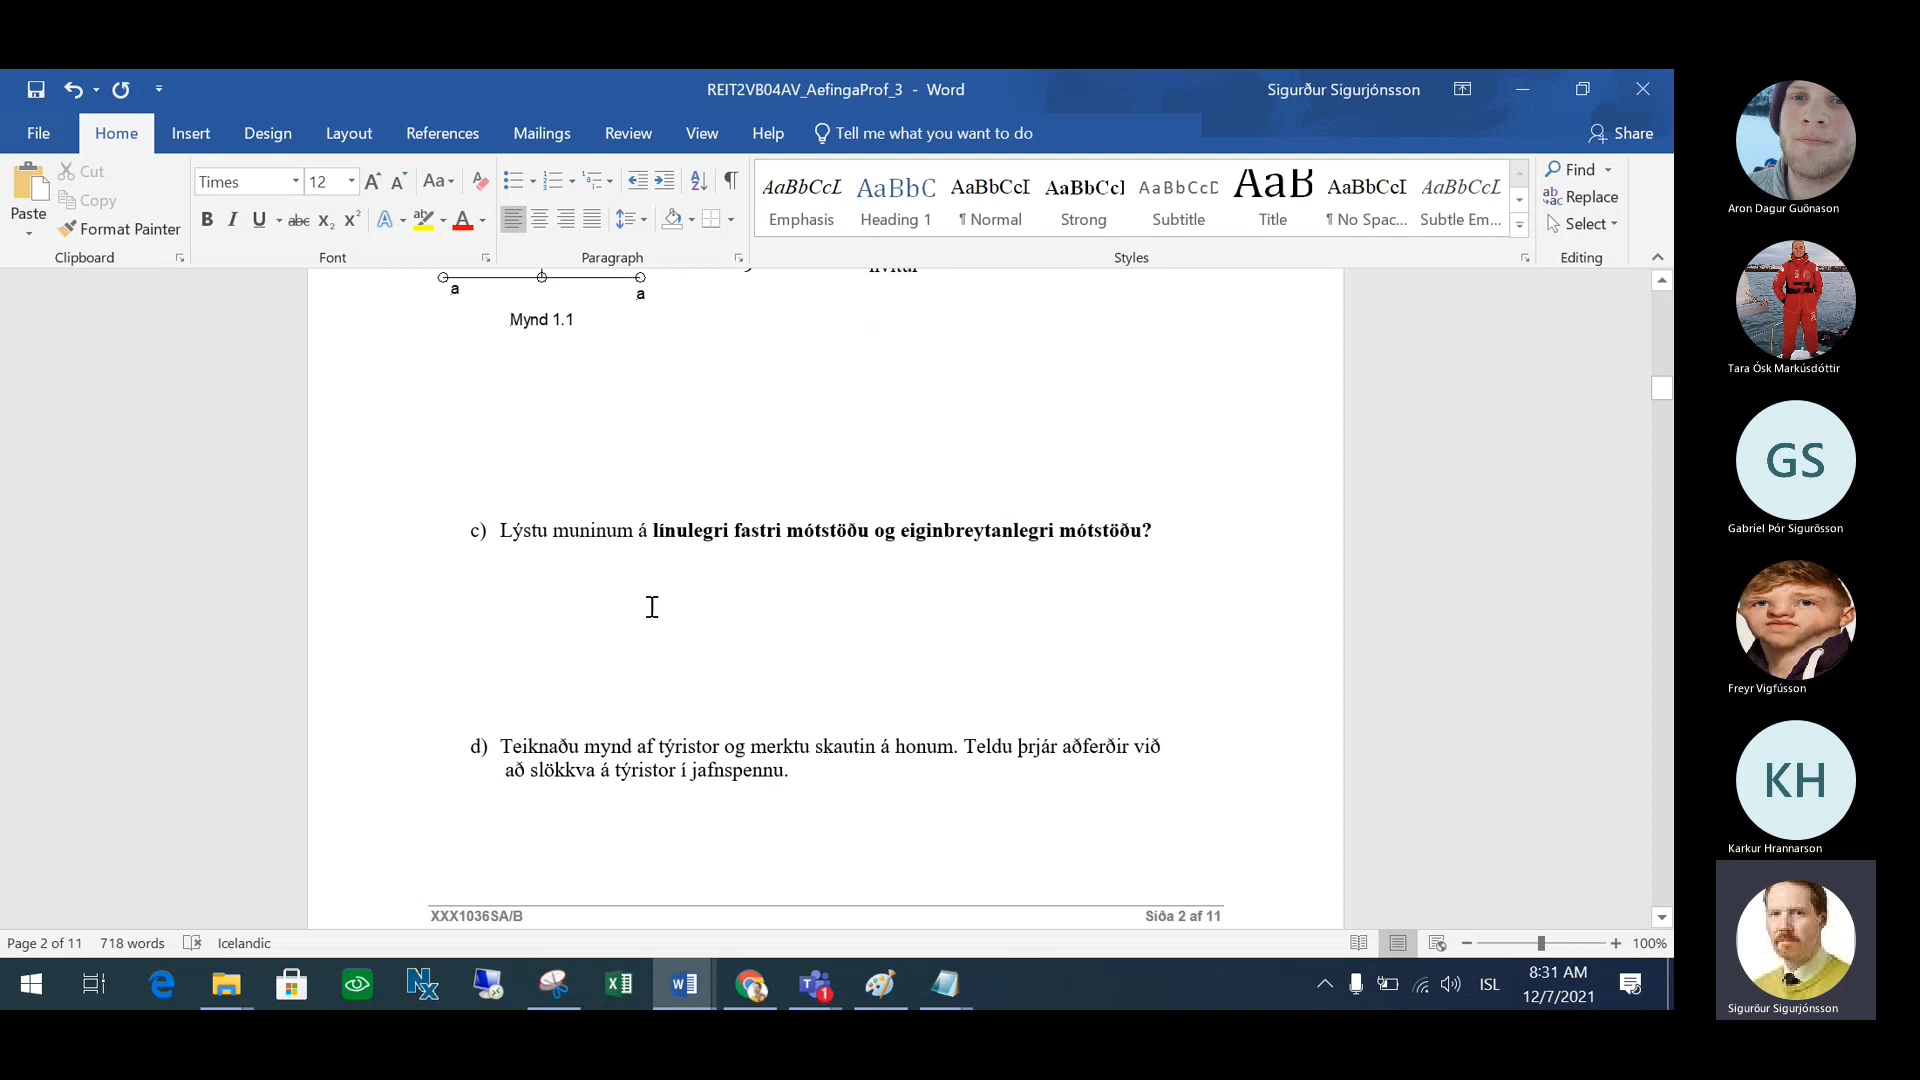 REIT2VB04AV_AefingaProf_3 - Word
Sigurður Sigurjónsson
File Home Insert Design Layout References Mailings Review View Help Tell me what you want to do Share
Paste
Cut
Copy
Format Painter
Clipboard
Times 12
Font
Paragraph
AaBbCcI AaBbC AaBbCcI AaBbCcI AaBbCcD AaB AaBbCcI AaBbCcI
Emphasis Heading 1 ¶ Normal Strong Subtitle Title ¶ No Spac... Subtle Em...
Styles
Find
Replace
Select
Editing
a a
Mynd 1.1
c) Lýstu muninum á línulegri fastri mótstöðu og eiginbreytanlegri mótstöðu?
d) Teiknaðu mynd af týristor og merktu skautin á honum. Teldu þrjár aðferðir við
að slökkva á týristor í jafnspennu.
XXX1036SA/B Síða 2 af 11
Page 2 of 11 718 words Icelandic 100%
ISL
8:31 AM
12/7/2021
Aron Dagur Guðnason
Tara Ósk Markúsdóttir
GS
Gabríel Þór Sigurðsson
Freyr Vigfússon
KH
Karkur Hrannarson
Sigurður Sigurjónsson